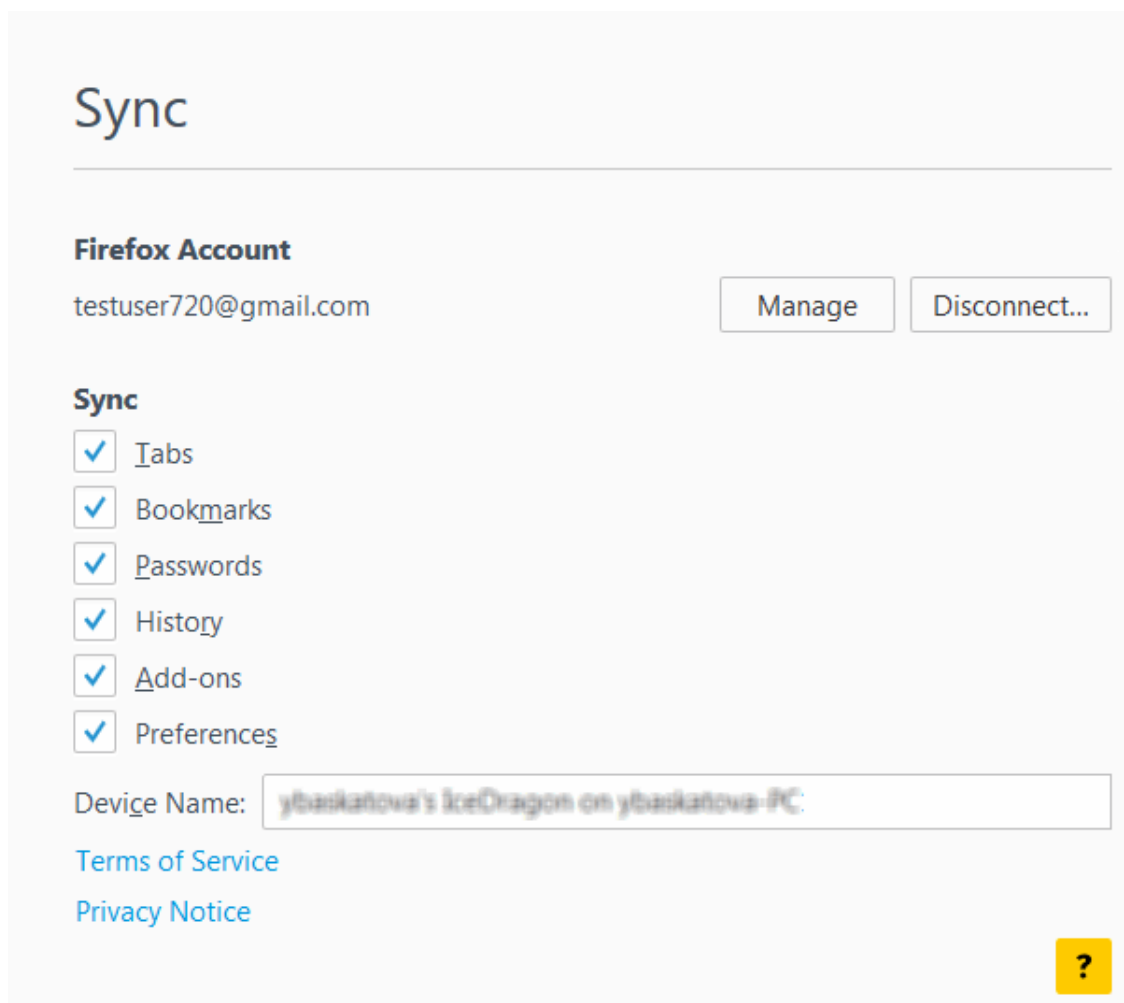 Sync
Firefox Account
testuser720@gmail.com Manage Disconnect...
Sync
Tabs
Bookmarks
Passwords
History
Add-ons
Preferences
Device Name:
Terms of Service
Privacy Notice
?